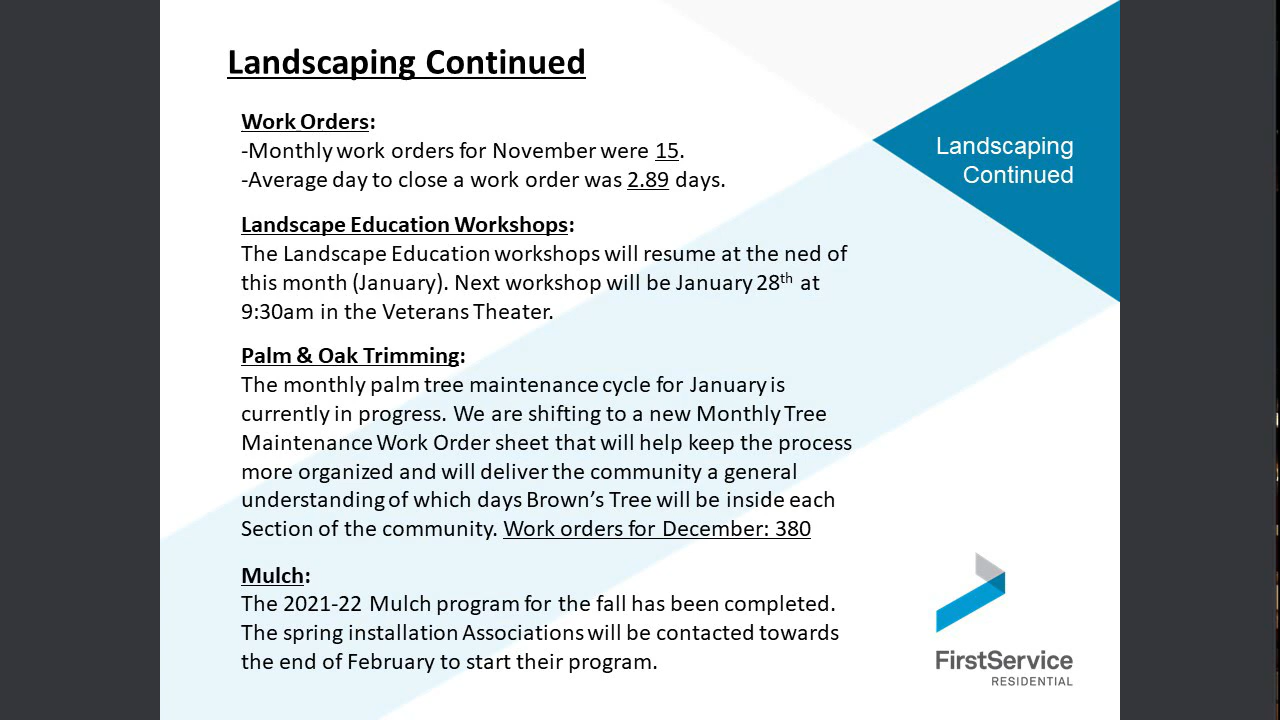 Landscaping Continued
Work Orders:
-Monthly work orders for November were 15.
-Average day to close a work order was 2.89 days.
Landscape Education Workshops:
The Landscape Education workshops will resume at the ned of
this month (January). Next workshop will be January 28th at
9:30am in the Veterans Theater.
Palm & Oak Trimming:
The monthly palm tree maintenance cycle for January is
currently in progress. We are shifting to a new Monthly Tree
Maintenance Work Order sheet that will help keep the process
more organized and will deliver the community a general
understanding of which days Brown's Tree will be inside each
Section of the community. Work orders for December: 380
Mulch:
The 2021-22 Mulch program for the fall has been completed.
The spring installation Associations will be contacted towards
the end of February to start their program.
Landscaping
Continued
FirstService
RESIDENTIAL